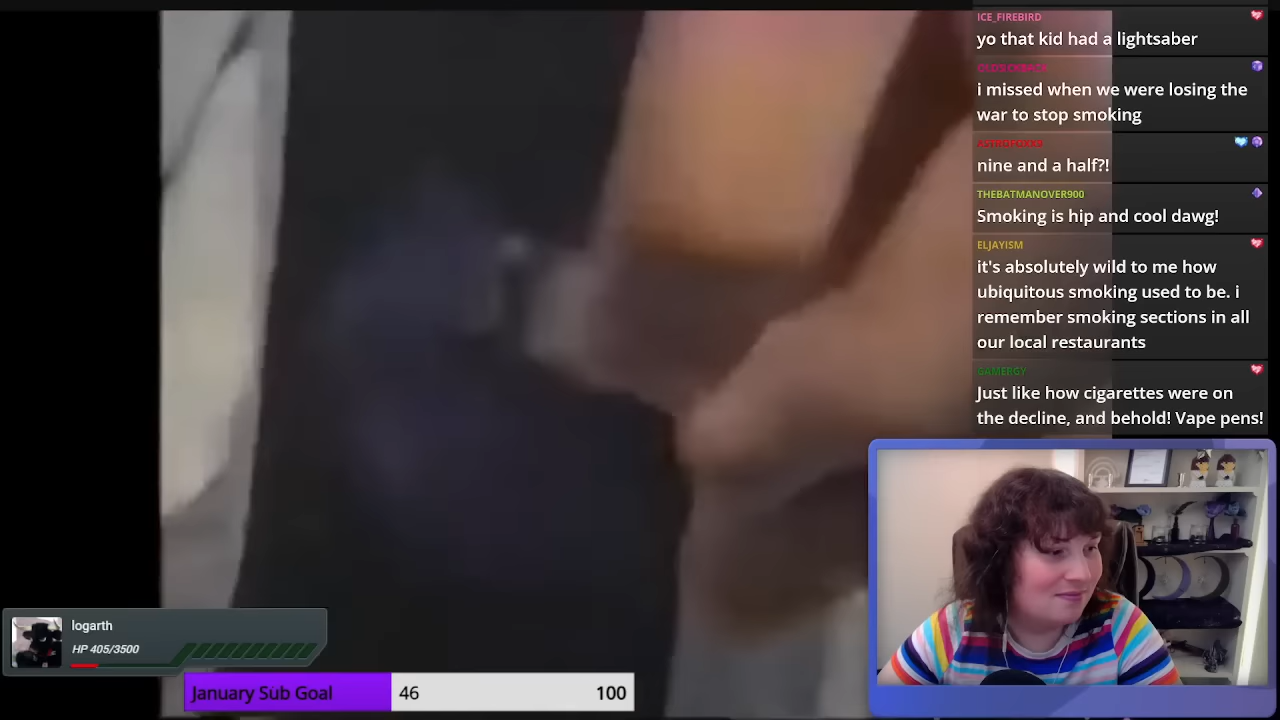 ICE_FIREBIRD
yo that kid had a lightsaber
i missed when we were losing the
war to stop smoking
nine and a half?!
THEBATMANOVER900
Smoking is hip and cool dawg!
ELJAYISM
it's absolutely wild to me how
ubiquitous smoking used to be. i
remember smoking sections in all
our local restaurants
GAMERGY
Just like how cigarettes were on
the decline, and behold! Vape pens!
logarth
HP 405/3500
January Sub Goal 46 100